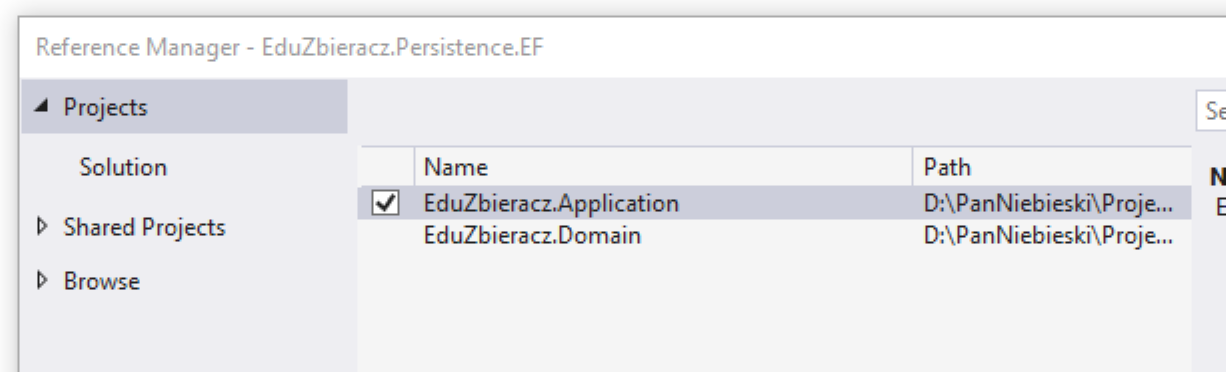 Reference Manager - EduZbieracz.Persistence.EF
Projects
Solution
Shared Projects
Browse
Name Path
EduZbieracz.Application D:\PanNiebieski\Proje...
EduZbieracz.Domain D:\PanNiebieski\Proje...